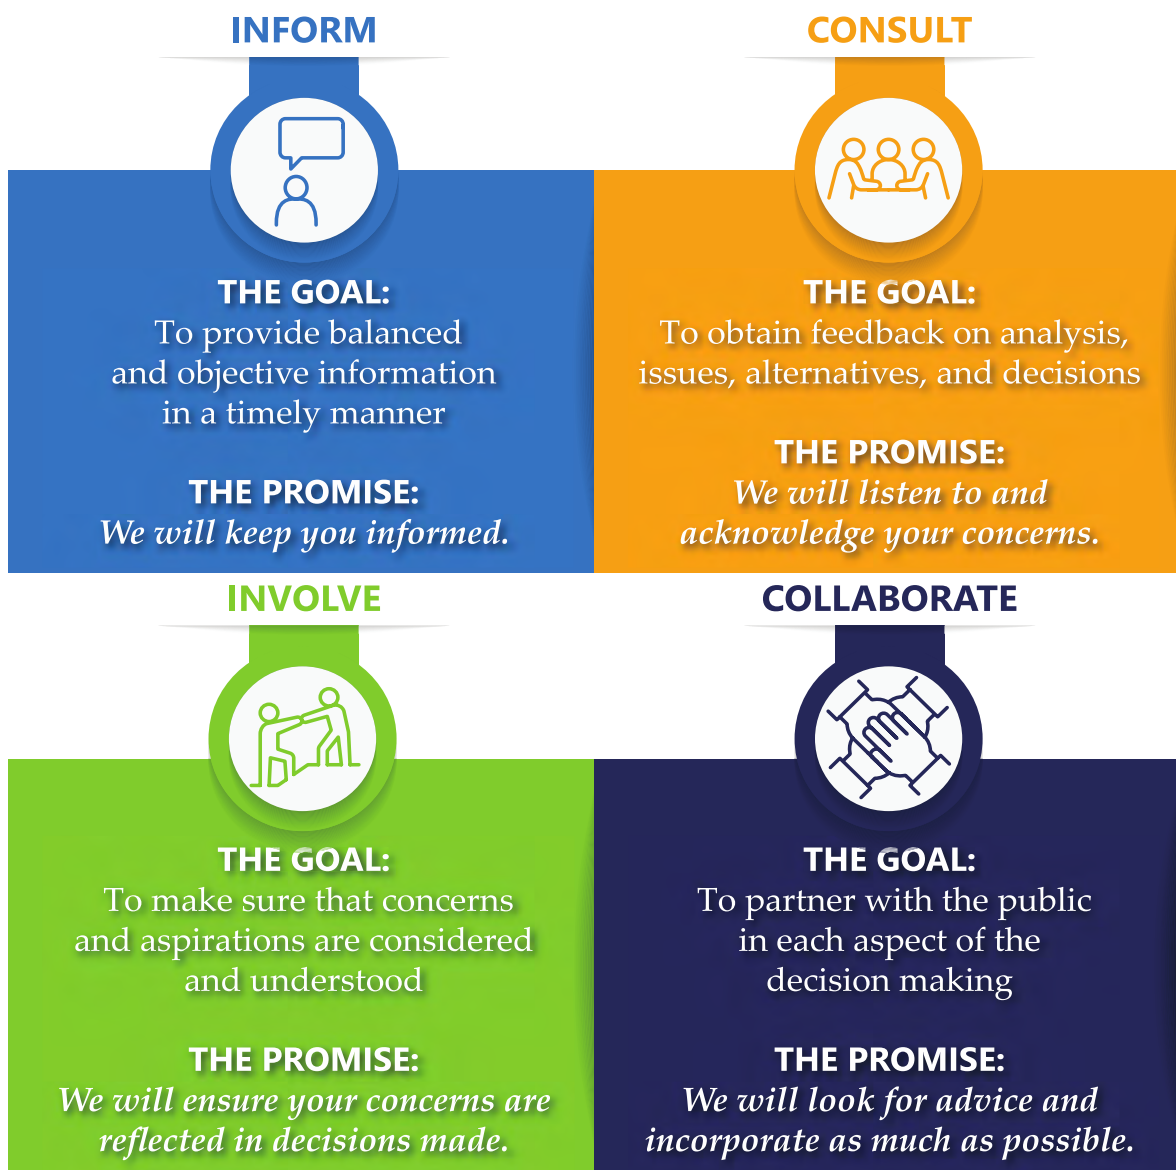 INFORM
THE GOAL:
To provide balanced
and objective information
in a timely manner
THE PROMISE:
We will keep you informed.
CONSULT
THE GOAL:
To obtain feedback on analysis,
issues, alternatives, and decisions
THE PROMISE:
We will listen to and
acknowledge your concerns.
INVOLVE
THE GOAL:
To make sure that concerns
and aspirations are considered
and understood
THE PROMISE:
We will ensure your concerns are
reflected in decisions made.
COLLABORATE
THE GOAL:
To partner with the public
in each aspect of the
decision making
THE PROMISE:
We will look for advice and
incorporate as much as possible.